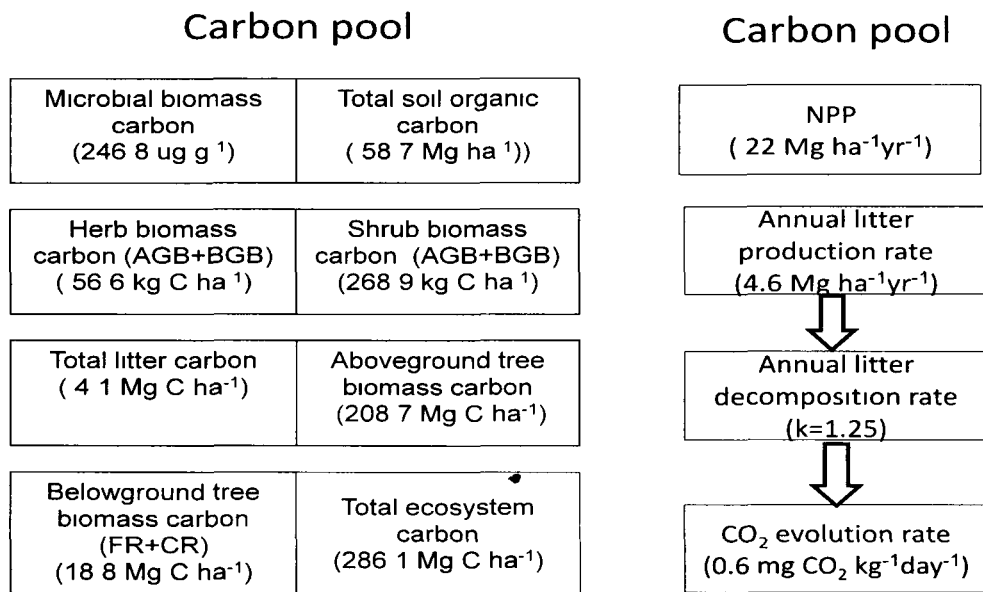 Carbon pool
Microbial biomass
carbon
(246 8 ug g ¹)
Total soil organic
carbon
( 58 7 Mg ha ¹))
Herb biomass
carbon (AGB+BGB)
( 56 6 kg C ha ¹)
Shrub biomass
carbon (AGB+BGB)
(268 9 kg C ha ¹)
Total litter carbon
( 4 1 Mg C ha⁻¹)
Aboveground tree
biomass carbon
(208 7 Mg C ha⁻¹)
Belowground tree
biomass carbon
(FR+CR)
(18 8 Mg C ha⁻¹)
Total ecosystem
carbon
(286 1 Mg C ha⁻¹)
Carbon pool
NPP
( 22 Mg ha⁻¹yr⁻¹)
Annual litter
production rate
(4.6 Mg ha⁻¹yr⁻¹)
Annual litter
decomposition rate
(k=1.25)
CO₂ evolution rate
(0.6 mg CO₂ kg⁻¹day⁻¹)